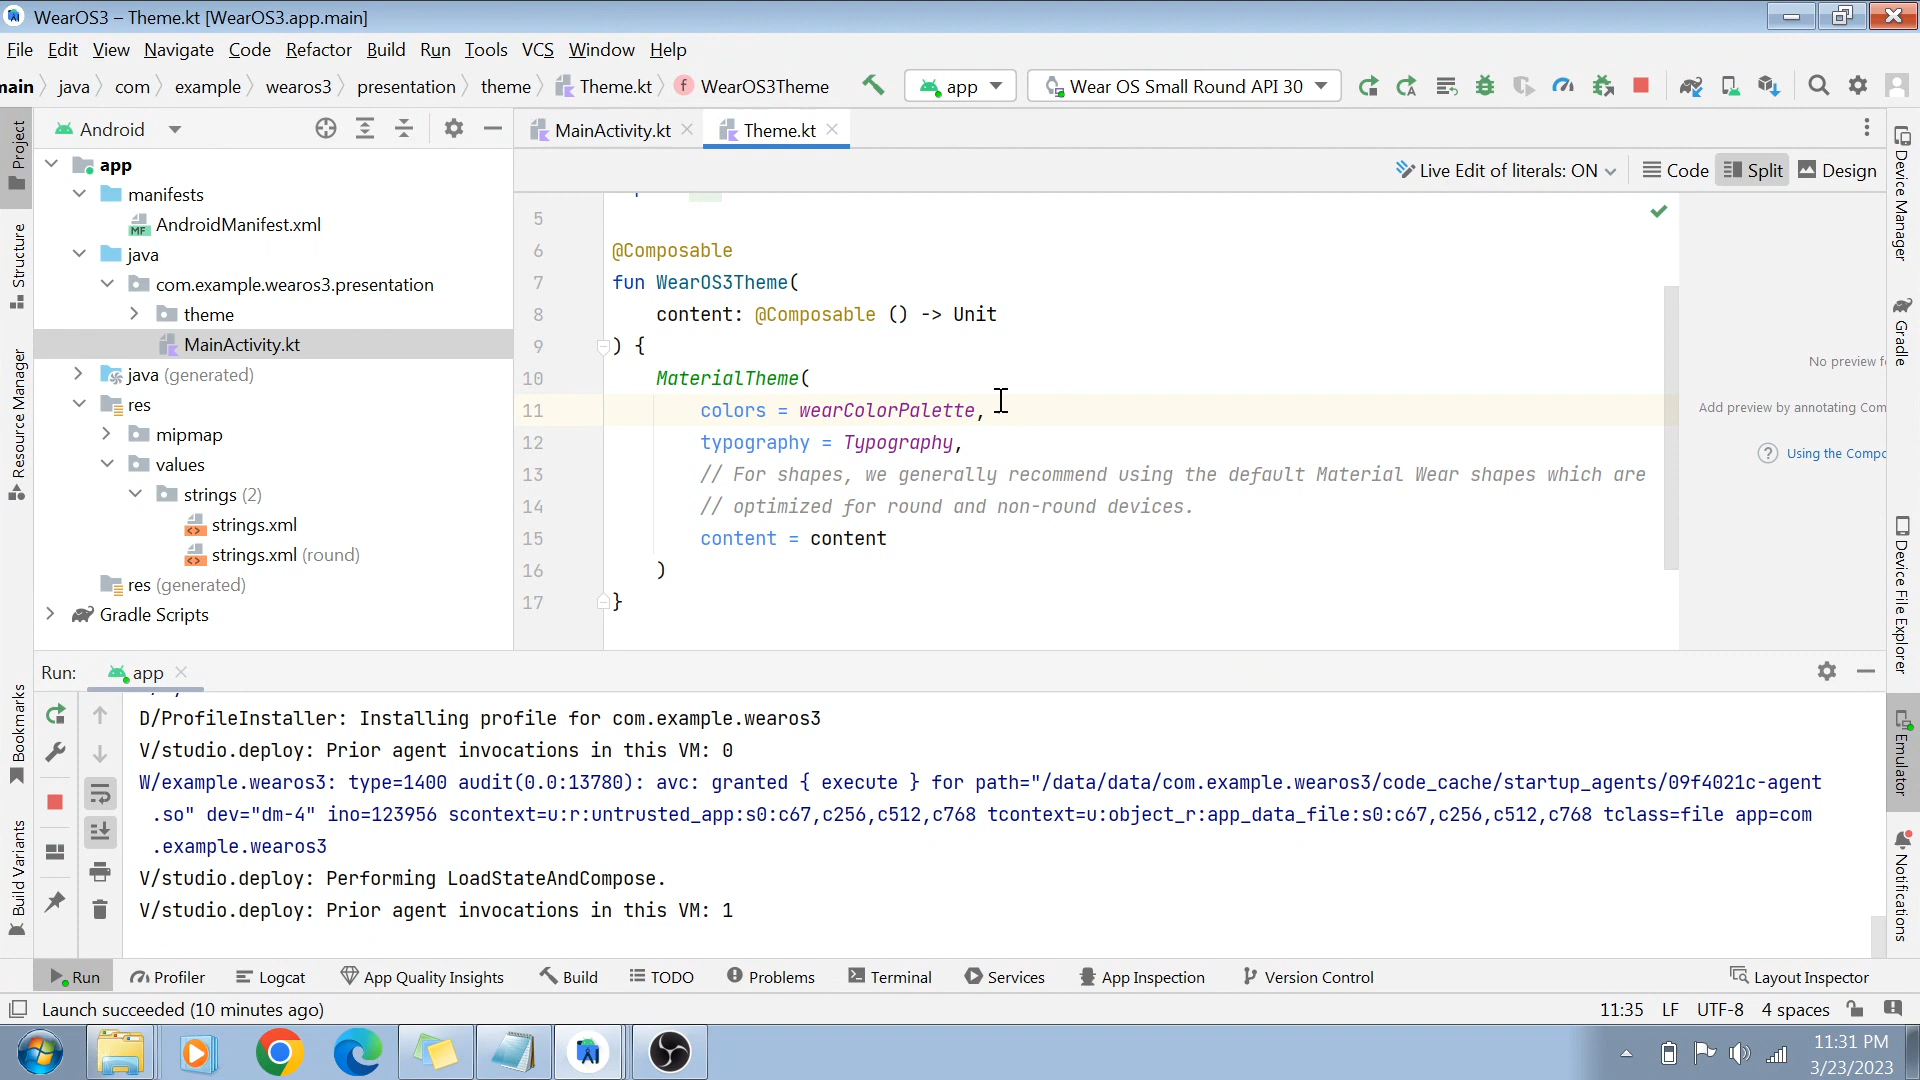 WearOS3 – Theme.kt [WearOS3.app.main]
File Edit View Navigate Code Refactor Build Run Tools VCS Window Help
main java com example wearos3 presentation theme Theme.kt WearOS3Theme app Wear OS Small Round API 30
Project
Structure
Resource Manager
Bookmarks
Build Variants
Android
app
manifests
AndroidManifest.xml
java
com.example.wearos3.presentation
theme
MainActivity.kt
java (generated)
res
mipmap
values
strings (2)
strings.xml
strings.xml (round)
res (generated)
Gradle Scripts
MainActivity.kt Theme.kt
Live Edit of literals: ON Code Split Design
5
6 @Composable
7 fun WearOS3Theme(
8 content: @Composable () -> Unit
9 ) {
10 MaterialTheme(
11 colors = wearColorPalette,
12 typography = Typography,
13 // For shapes, we generally recommend using the default Material Wear shapes which are
14 // optimized for round and non-round devices.
15 content = content
16 )
17 }
No preview f
Add preview by annotating Com
Using the Compo
Device Manager
Gradle
Device File Explorer
Emulator
Notifications
Run: app
D/ProfileInstaller: Installing profile for com.example.wearos3
V/studio.deploy: Prior agent invocations in this VM: 0
W/example.wearos3: type=1400 audit(0.0:13780): avc: granted { execute } for path="/data/data/com.example.wearos3/code_cache/startup_agents/09f4021c-agent
.so" dev="dm-4" ino=123956 scontext=u:r:untrusted_app:s0:c67,c256,c512,c768 tcontext=u:object_r:app_data_file:s0:c67,c256,c512,c768 tclass=file app=com
.example.wearos3
V/studio.deploy: Performing LoadStateAndCompose.
V/studio.deploy: Prior agent invocations in this VM: 1
Run Profiler Logcat App Quality Insights Build TODO Problems Terminal Services App Inspection Version Control Layout Inspector
Launch succeeded (10 minutes ago) 11:35 LF UTF-8 4 spaces
11:31 PM
3/23/2023